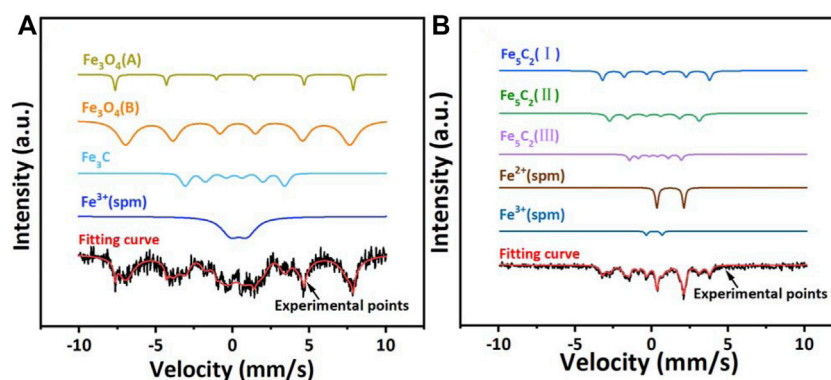 A
Intensity (a.u.)
Fe₃O₄(A)
Fe₃O₄(B)
Fe₃C
Fe³⁺(spm)
Fitting curve
Experimental points
-10
-5
0
5
10
Velocity (mm/s)
B
Intensity (a.u.)
Fe₅C₂(Ⅰ)
Fe₅C₂(Ⅱ)
Fe₅C₂(III)
Fe²⁺(spm)
Fe³⁺(spm)
Fitting curve
Experimental points
-10
-5
0
5
10
Velocity (mm/s)